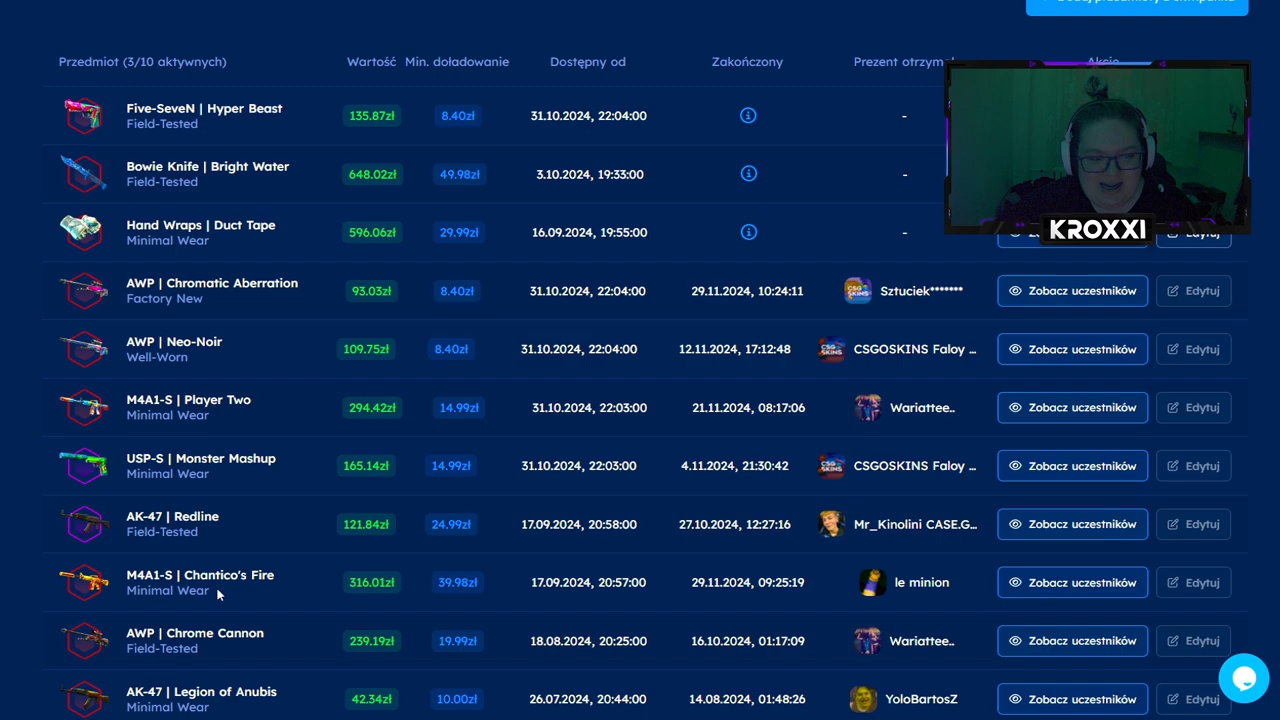 Przedmiot (3/10 aktywnych) Wartość Min. doładowanie Dostępny od Zakończony Prezent
Five-SeveN | Hyper Beast
Field-Tested
135.87zł 8.40zł 31.10.2024, 22:04:00 -
Bowie Knife | Bright Water
Field-Tested
648.02zł 49.98zł 3.10.2024, 19:33:00 -
Hand Wraps | Duct Tape
Minimal Wear
596.06zł 29.99zł 16.09.2024, 19:55:00 - Edytuj
KROXXI
AWP | Chromatic Aberration
Factory New
93.03zł 8.40zł 31.10.2024, 22:04:00 29.11.2024, 10:24:11 Sztuciek******* Zobacz uczestników Edytuj
AWP | Neo-Noir
Well-Worn
109.75zł 8.40zł 31.10.2024, 22:04:00 12.11.2024, 17:12:48 CSGOSKINS Faloy ... Zobacz uczestników Edytuj
M4A1-S | Player Two
Minimal Wear
294.42zł 14.99zł 31.10.2024, 22:03:00 21.11.2024, 08:17:06 Wariattee.. Zobacz uczestników Edytuj
USP-S | Monster Mashup
Minimal Wear
165.14zł 14.99zł 31.10.2024, 22:03:00 4.11.2024, 21:30:42 CSGOSKINS Faloy ... Zobacz uczestników Edytuj
AK-47 | Redline
Field-Tested
121.84zł 24.99zł 17.09.2024, 20:58:00 27.10.2024, 12:27:16 Mr_Kinolini CASE.G... Zobacz uczestników Edytuj
M4A1-S | Chantico's Fire
Minimal Wear
316.01zł 39.98zł 17.09.2024, 20:57:00 29.11.2024, 09:25:19 le minion Zobacz uczestników Edytuj
AWP | Chrome Cannon
Field-Tested
239.19zł 19.99zł 18.08.2024, 20:25:00 16.10.2024, 01:17:09 Wariattee.. Zobacz uczestników Edytuj
AK-47 | Legion of Anubis
Minimal Wear
42.34zł 10.00zł 26.07.2024, 20:44:00 14.08.2024, 01:48:26 YoloBartosZ Zobacz uczestników Edytuj